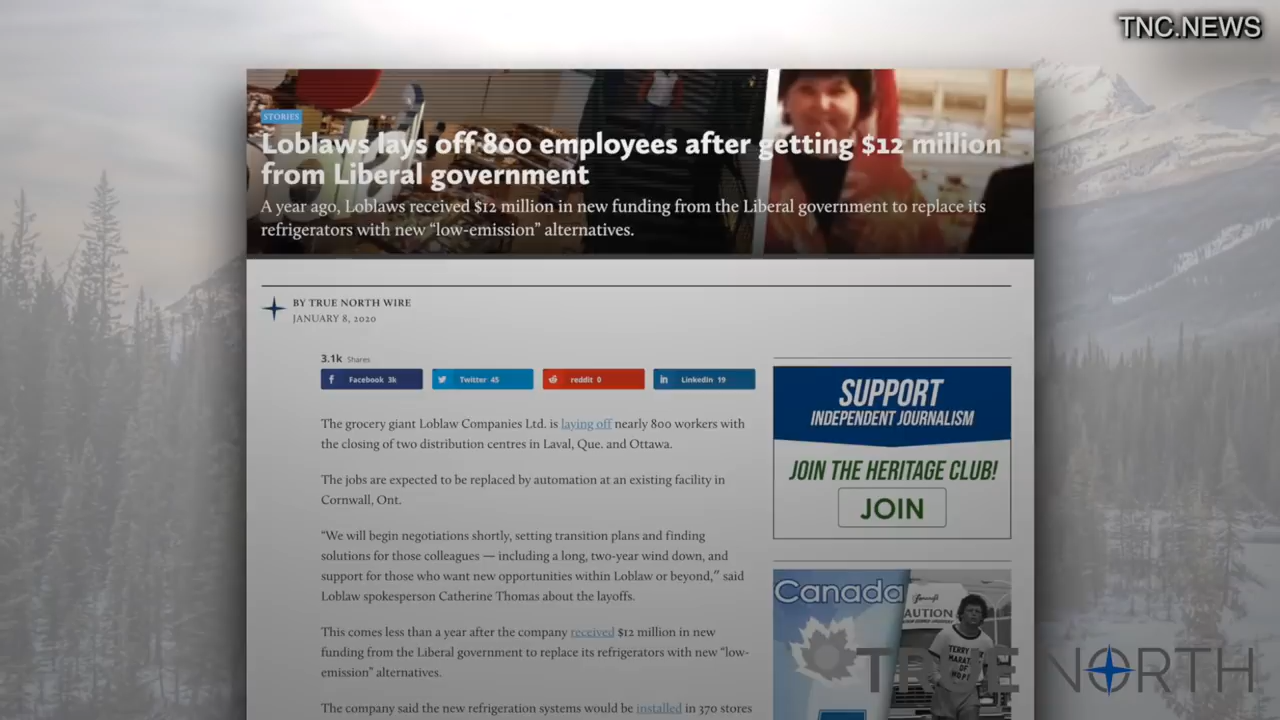 TNC.NEWS
STORIES
Loblaws lays off 800 employees after getting $12 million
from Liberal government
A year ago, Loblaws received $12 million in new funding from the Liberal government to replace its
refrigerators with new “low-emission” alternatives.
BY TRUE NORTH WIRE
JANUARY 8, 2020
3.1k Shares
Facebook 3k
Twitter 45
reddit 0
LinkedIn 19
The grocery giant Loblaw Companies Ltd. is laying off nearly 800 workers with
the closing of two distribution centres in Laval, Que. and Ottawa.
The jobs are expected to be replaced by automation at an existing facility in
Cornwall, Ont.
“We will begin negotiations shortly, setting transition plans and finding
solutions for those colleagues — including a long, two-year wind down, and
support for those who want new opportunities within Loblaw or beyond,” said
Loblaw spokesperson Catherine Thomas about the layoffs.
This comes less than a year after the company received $12 million in new
funding from the Liberal government to replace its refrigerators with new “low-
emission” alternatives.
The company said the new refrigeration systems would be installed in 370 stores
SUPPORT
INDEPENDENT JOURNALISM
JOIN THE HERITAGE CLUB!
JOIN
Canada
AUTION
TERRY
MARAT
OF HOPE
TRUE NORTH